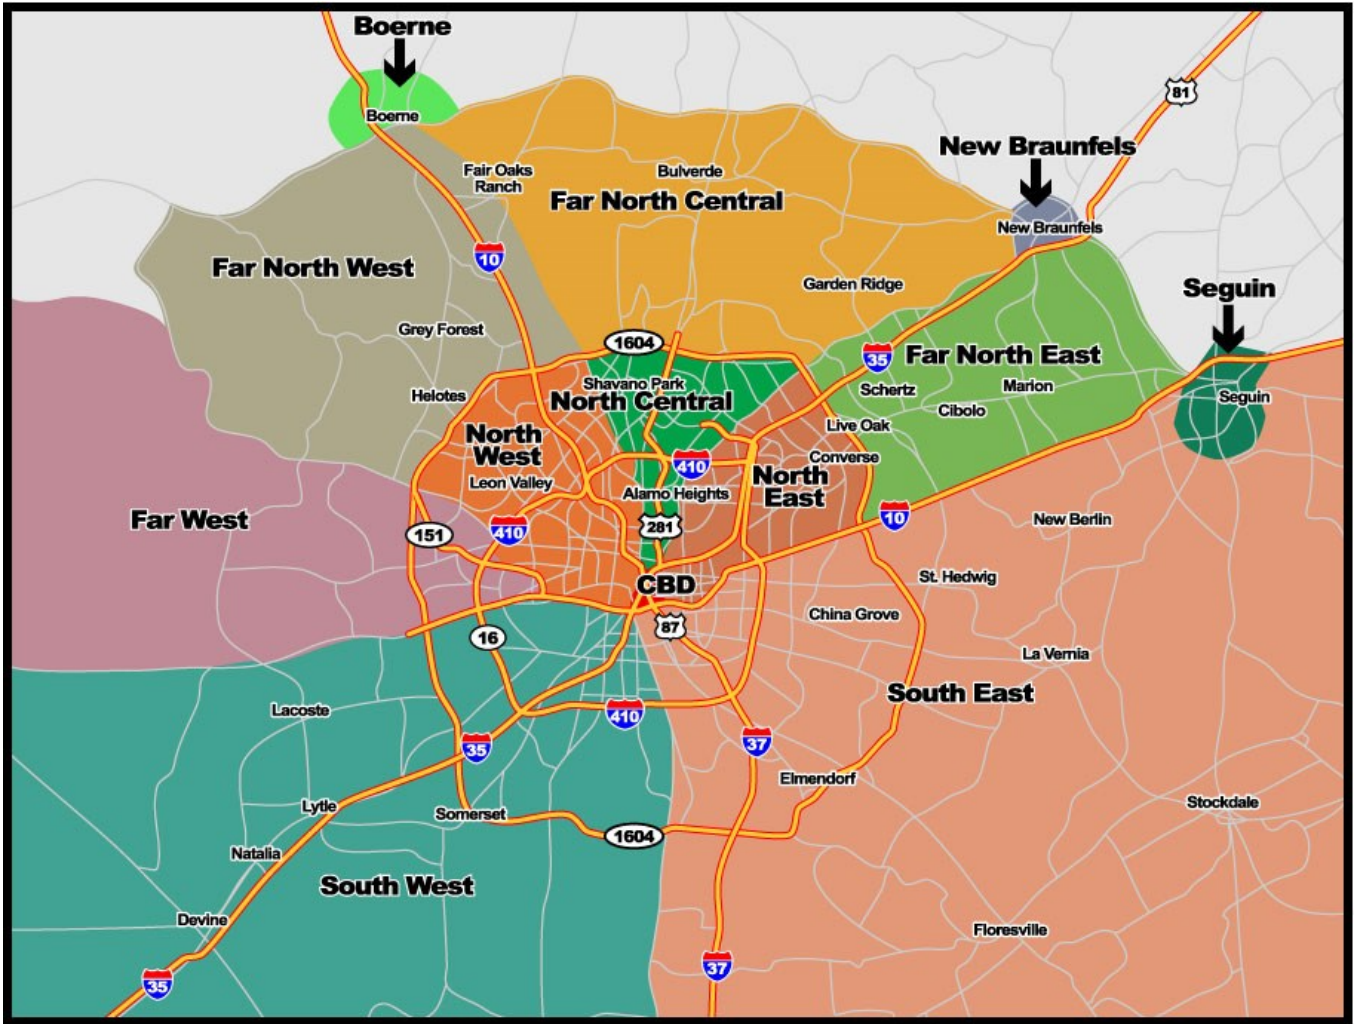 Boerne
81
Boerne
New Braunfels
Fair Oaks
Ranch
Bulverde
Far North Central
New Braunfels
10
Far North West
Garden Ridge
Seguin
Grey Forest
1604
35
Far North East
Shavano Park
North Central
Schertz
Marion
Helotes
Cibolo
Seguin
North
West
Live Oak
Converse
410
North
East
Leon Valley
Alamo Heights
Far West
151
410
281
10
New Berlin
CBD
St. Hedwig
China Grove
87
16
La Vernia
South East
Lacoste
410
35
37
Elmendorf
Lytle
Somerset
Stockdale
1604
Natalia
South West
Devine
Floresville
35
37